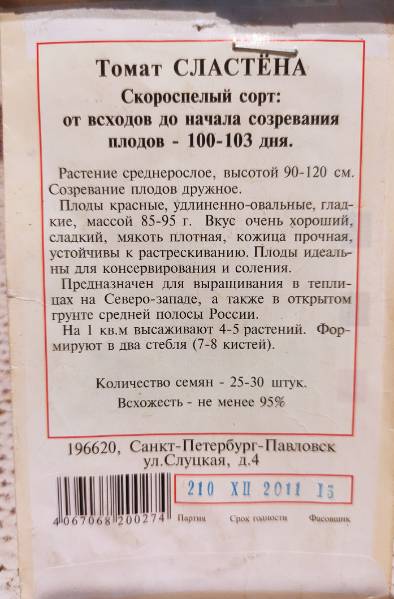 Томат СЛАСТЁНА
Скороспелый сорт:
от всходов до начала созревания
плодов - 100-103 дня.
Растение среднерослое, высотой 90-120 см.
Созревание плодов дружное.
Плоды красные, удлиненно-овальные, глад-
кие, массой 85-95 г. Вкус очень хороший,
сладкий, мякоть плотная, кожица прочная,
устойчивы к растрескиванию. Плоды идеаль-
ны для консервирования и соления.
Предназначен для выращивания в тепли-
цах на Северо-западе, а также в открытом
грунте средней полосы России.
На 1 кв.м высаживают 4-5 растений. Фор-
мируют в два стебля (7-8 кистей).
Количество семян - 25-30 штук.
Всхожесть - не менее 95%
196620, Санкт-Петербург-Павловск
ул.Слуцкая, д.4
210 XII 2011 15
4 067068 200274
Партия Срок годности Фасовщик